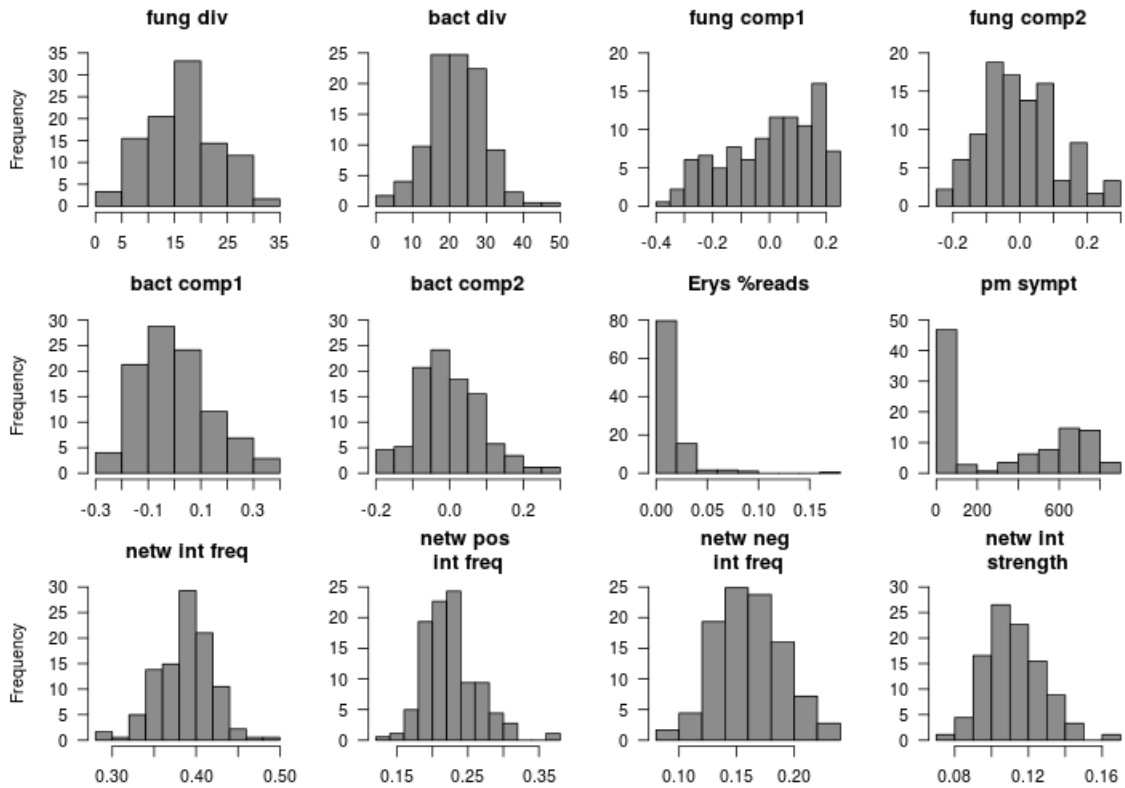 fung div
bact div
fung comp1
fung comp2
Frequency
35
30
25
20
15
10
5
0
0 5 15 25 35
25
20
15
10
5
0
0 10 20 30 40 50
20
15
10
5
0
-0.4 -0.2 0.0 0.2
20
15
10
5
0
-0.2 0.0 0.2
bact comp1
bact comp2
Erys %reads
pm sympt
Frequency
30
25
20
15
10
5
0
-0.3 -0.1 0.1 0.3
30
25
20
15
10
5
0
-0.2 0.0 0.2
80
60
40
20
0
0.00 0.05 0.10 0.15
50
40
30
20
10
0
0 200 600
netw int freq
netw pos
int freq
netw neg
int freq
netw int
strength
Frequency
30
25
20
15
10
5
0
0.30 0.40 0.50
25
20
15
10
5
0
0.15 0.25 0.35
25
20
15
10
5
0
0.10 0.15 0.20
30
25
20
15
10
5
0
0.08 0.12 0.16